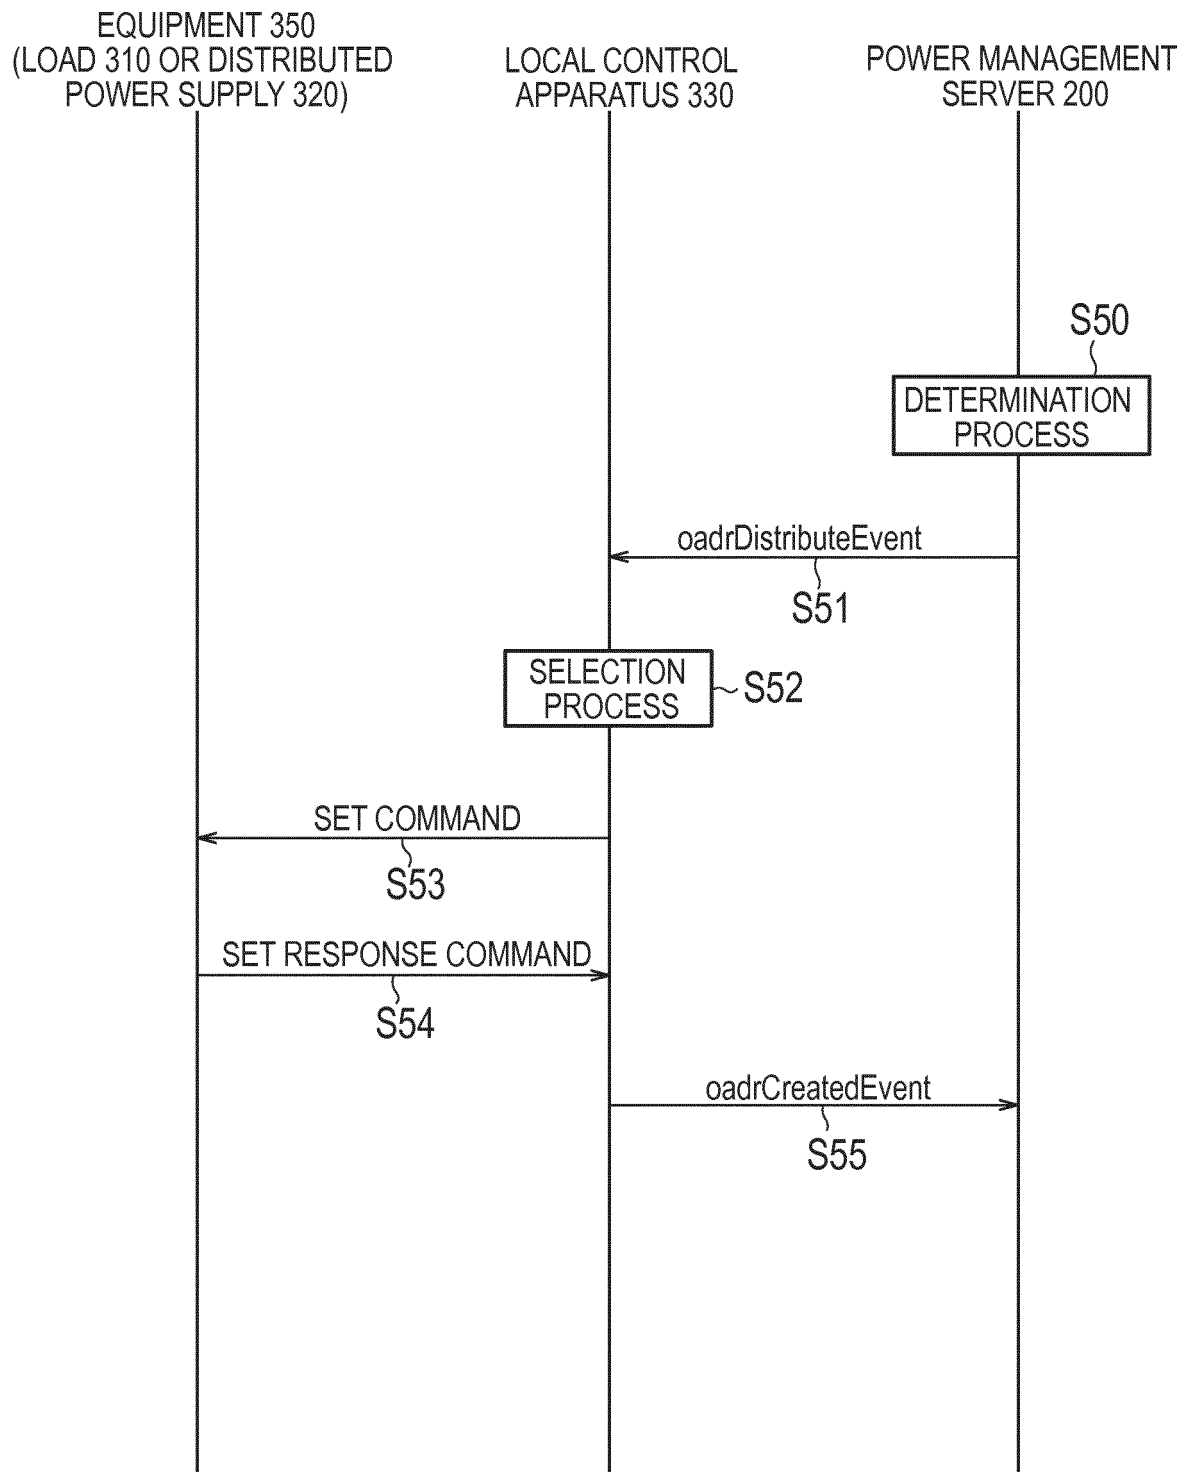 EQUIPMENT 350
(LOAD 310 OR DISTRIBUTED
POWER SUPPLY 320)
LOCAL CONTROL
APPARATUS 330
POWER MANAGEMENT
SERVER 200
S50
DETERMINATION
PROCESS
oadrDistributeEvent
S51
SELECTION
PROCESS
S52
SET COMMAND
S53
SET RESPONSE COMMAND
S54
oadrCreatedEvent
S55